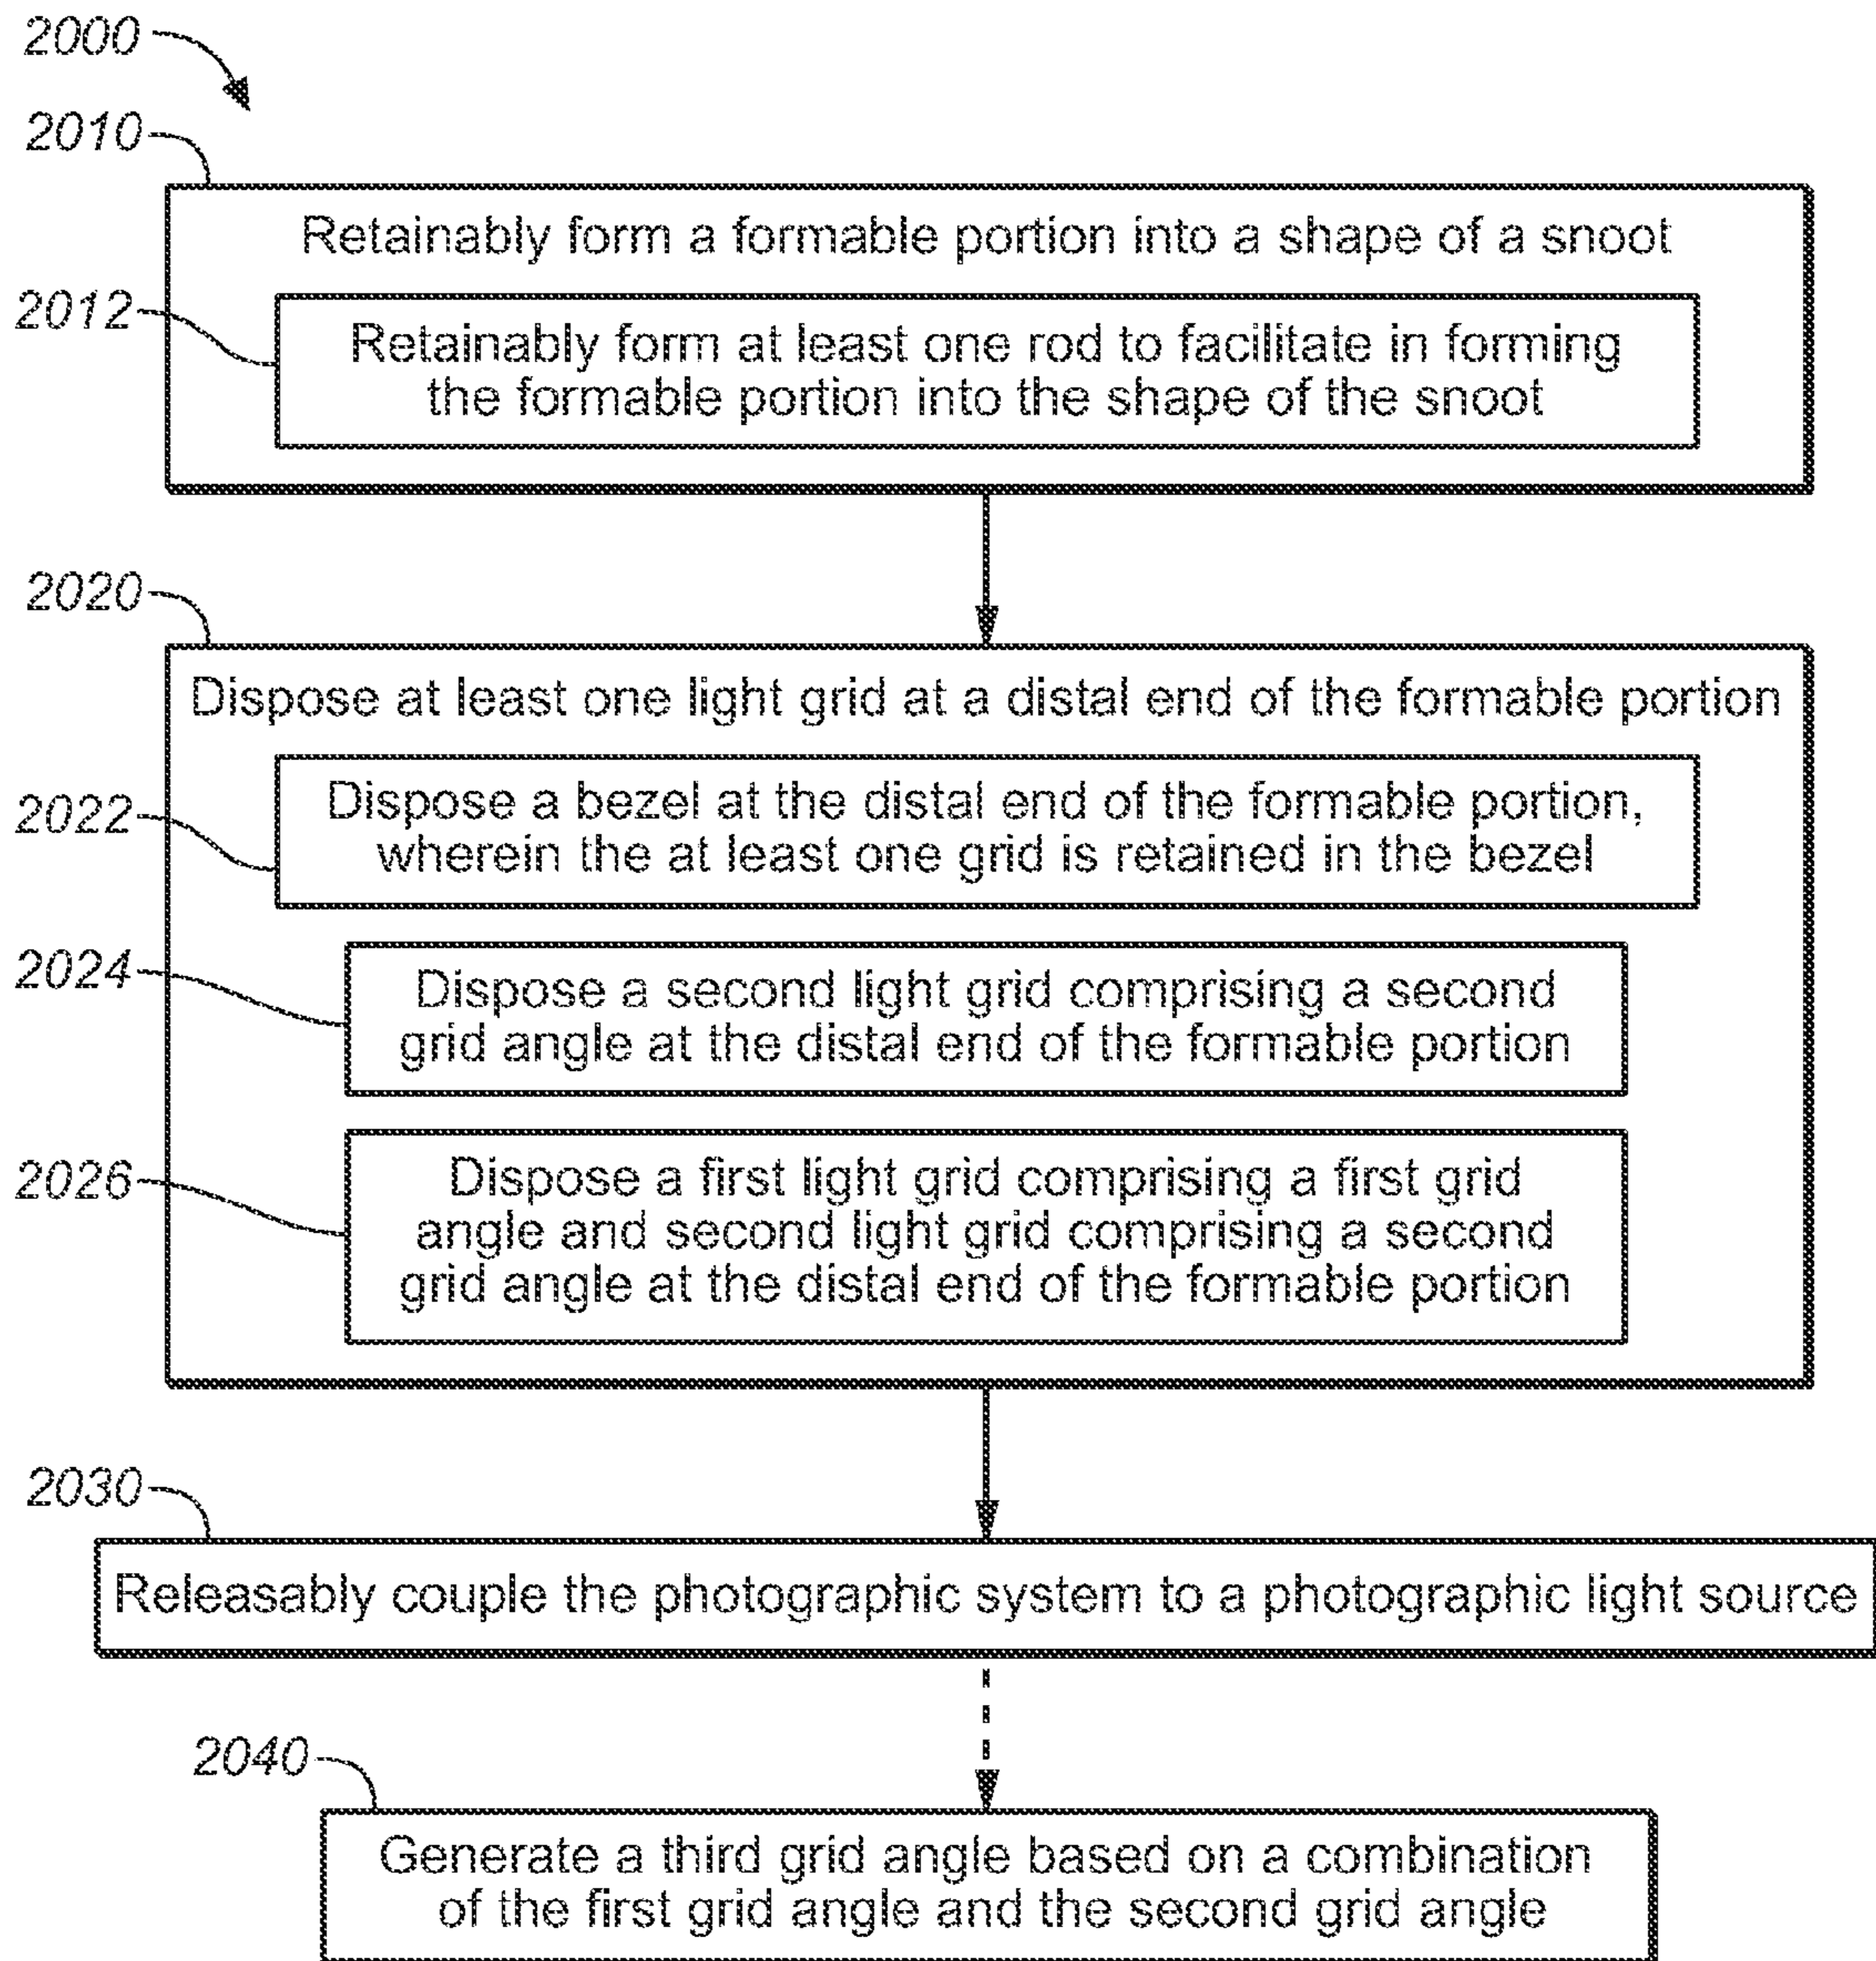 2000
2010
Retainably form a formable portion into a shape of a snoot
2012
Retainably form at least one rod to facilitate in forming
the formable portion into the shape of the snoot
2020
Dispose at least one light grid at a distal end of the formable portion
2022
Dispose a bezel at the distal end of the formable portion,
wherein the at least one grid is retained in the bezel
2024
Dispose a second light grid comprising a second
grid angle at the distal end of the formable portion
2026
Dispose a first light grid comprising a first grid
angle and second light grid comprising a second
grid angle at the distal end of the formable portion
2030
Releasably couple the photographic system to a photographic light source
2040
Generate a third grid angle based on a combination
of the first grid angle and the second grid angle